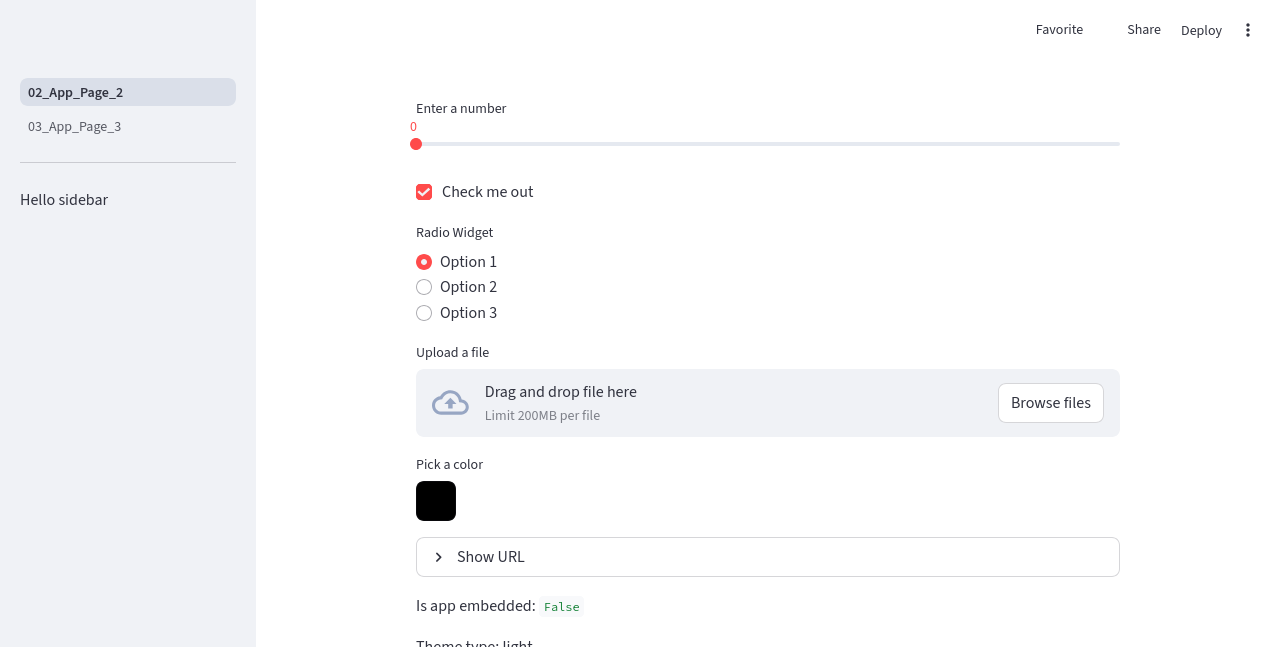 Favorite
Share
Deploy
02_App_Page_2
03_App_Page_3
Hello sidebar
Enter a number
0
Check me out
Radio Widget
Option 1
Option 2
Option 3
Upload a file
Drag and drop file here
Limit 200MB per file
Browse files
Pick a color
Show URL
Is app embedded: False
Theme type: light